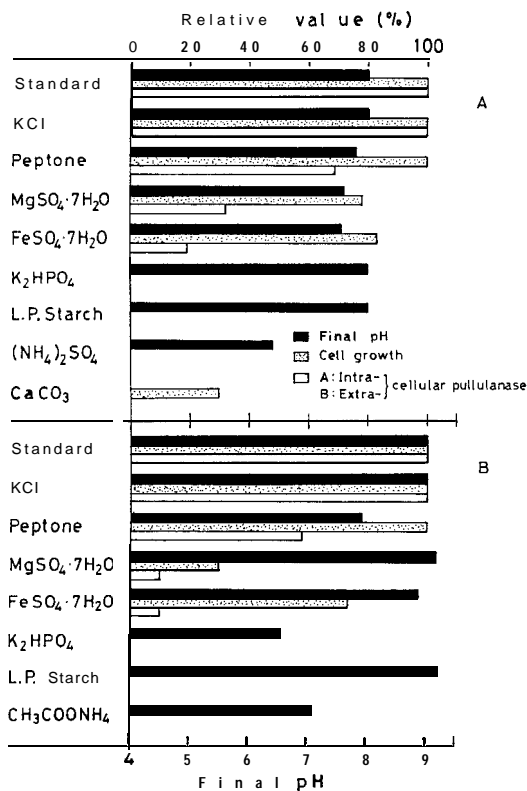 Relative value (%)
0 20 40 60 80 100
Standard
A
KCl
Peptone
MgSO₄·7H₂O
FeSO₄·7H₂O
K₂HPO₄
L.P. Starch
Final pH
(NH₄)₂SO₄
Cell growth
A: Intra-
B: Extra-
cellular pullulanase
CaCO₃
Standard
B
KCl
Peptone
MgSO₄·7H₂O
FeSO₄·7H₂O
K₂HPO₄
L.P. Starch
CH₃COONH₄
4 5 6 7 8 9
Final pH